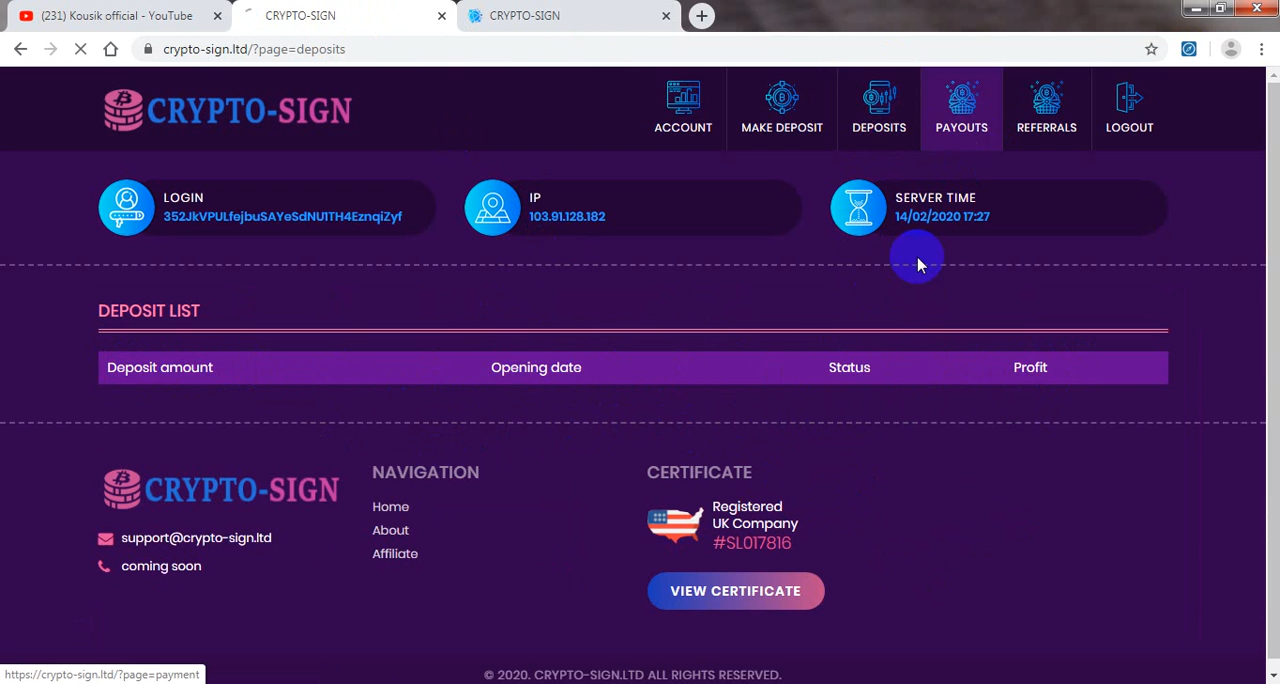 (231) Kousik official - YouTube
CRYPTO-SIGN
CRYPTO-SIGN
crypto-sign.ltd/?page=deposits
CRYPTO-SIGN
ACCOUNT
MAKE DEPOSIT
DEPOSITS
PAYOUTS
REFERRALS
LOGOUT
LOGIN
352JkVPULfejbuSAYeSdNU1TH4EznqiZyf
IP
103.91.128.182
SERVER TIME
14/02/2020 17:27
DEPOSIT LIST
Deposit amount
Opening date
Status
Profit
CRYPTO-SIGN
support@crypto-sign.ltd
coming soon
NAVIGATION
Home
About
Affiliate
CERTIFICATE
Registered
UK Company
#SL017816
VIEW CERTIFICATE
https://crypto-sign.ltd/?page=payment
© 2020. CRYPTO-SIGN.LTD ALL RIGHTS RESERVED.